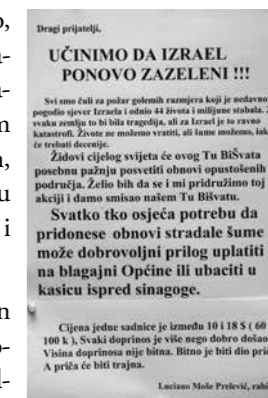 Dragi prijatelji,
UČINIMO DA IZRAEL
PONOVO ZAZELENI !!!
Svi smo čuli za požar golemih razmjera koji je nedavno
pogodio sjever Izraela i odnio 44 života i milijune stabala.
svaku zemlju to bi bila tragedija, ali za Izrael je to ravno
katastrofi. Živote ne možemo vratiti, ali šume možemo, iak
će trebati decenije.
Židovi cijelog svijeta će ovog Tu BiŠvata
posebnu pažnju posvetiti obnovi opustošenih
područja. Želio bih da se i mi pridružimo toj
akciji i damo smisao našem Tu Bišvatu.
Svatko tko osjeća potrebu da
pridonese obnovi stradale šume
može dobrovoljni prilog uplatiti
na blagajni Općine ili ubaciti u
kasicu ispred sinagoge.
Cijena jedne sadnice je između 10 i 18 $ ( 60
100 k ), Svaki doprinos je više nego dobro došao
Visina doprinosa nije bitna. Bitno je biti dio pri
A priča će biti trajna.
Luciano Moše Prelević, rabi